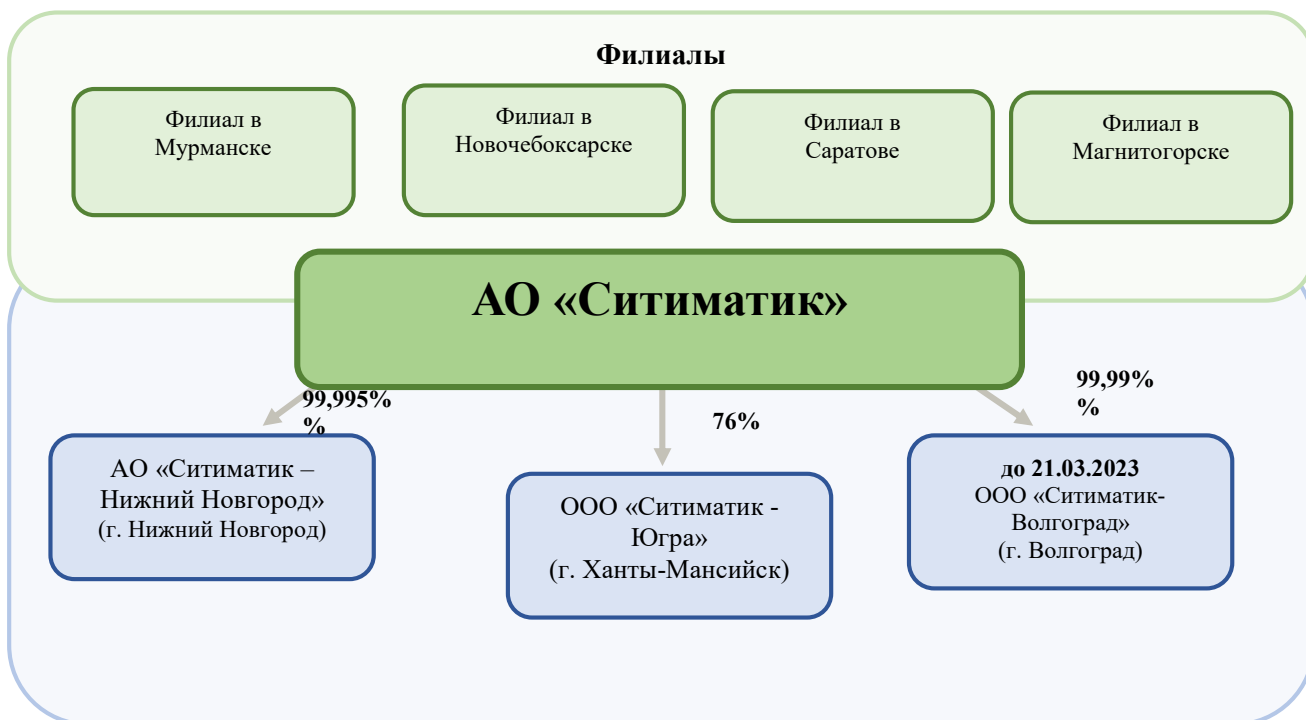 Филиалы
Филиал в
Мурманске
Филиал в
Новочебоксарске
Филиал в
Саратове
Филиал в
Магнитогорске
АО «Ситиматик»
99,995%
%
76%
99,99%
%
АО «Ситиматик –
Нижний Новгород»
(г. Нижний Новгород)
ООО «Ситиматик -
Югра»
(г. Ханты-Мансийск)
до 21.03.2023
ООО «Ситиматик-
Волгоград»
(г. Волгоград)